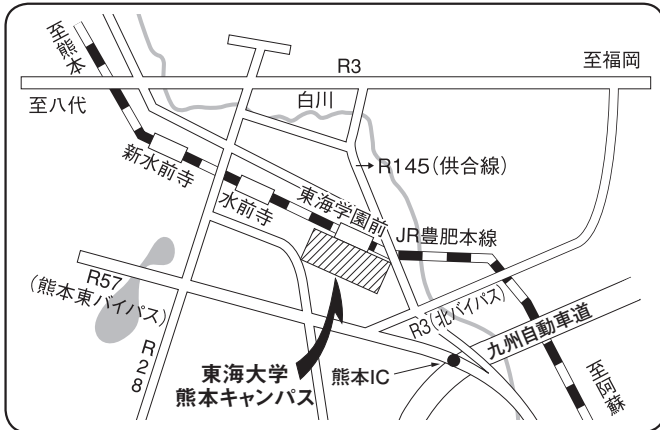 至熊本
R3
至福岡
至八代
白川
新水前寺
R145(供合線)
水前寺
東海学園前
JR豊肥本線
R57
(熊本東バイパス)
R3(北バイパス)
九州自動車道
R28
東海大学
熊本キャンパス
熊本IC
至阿蘇